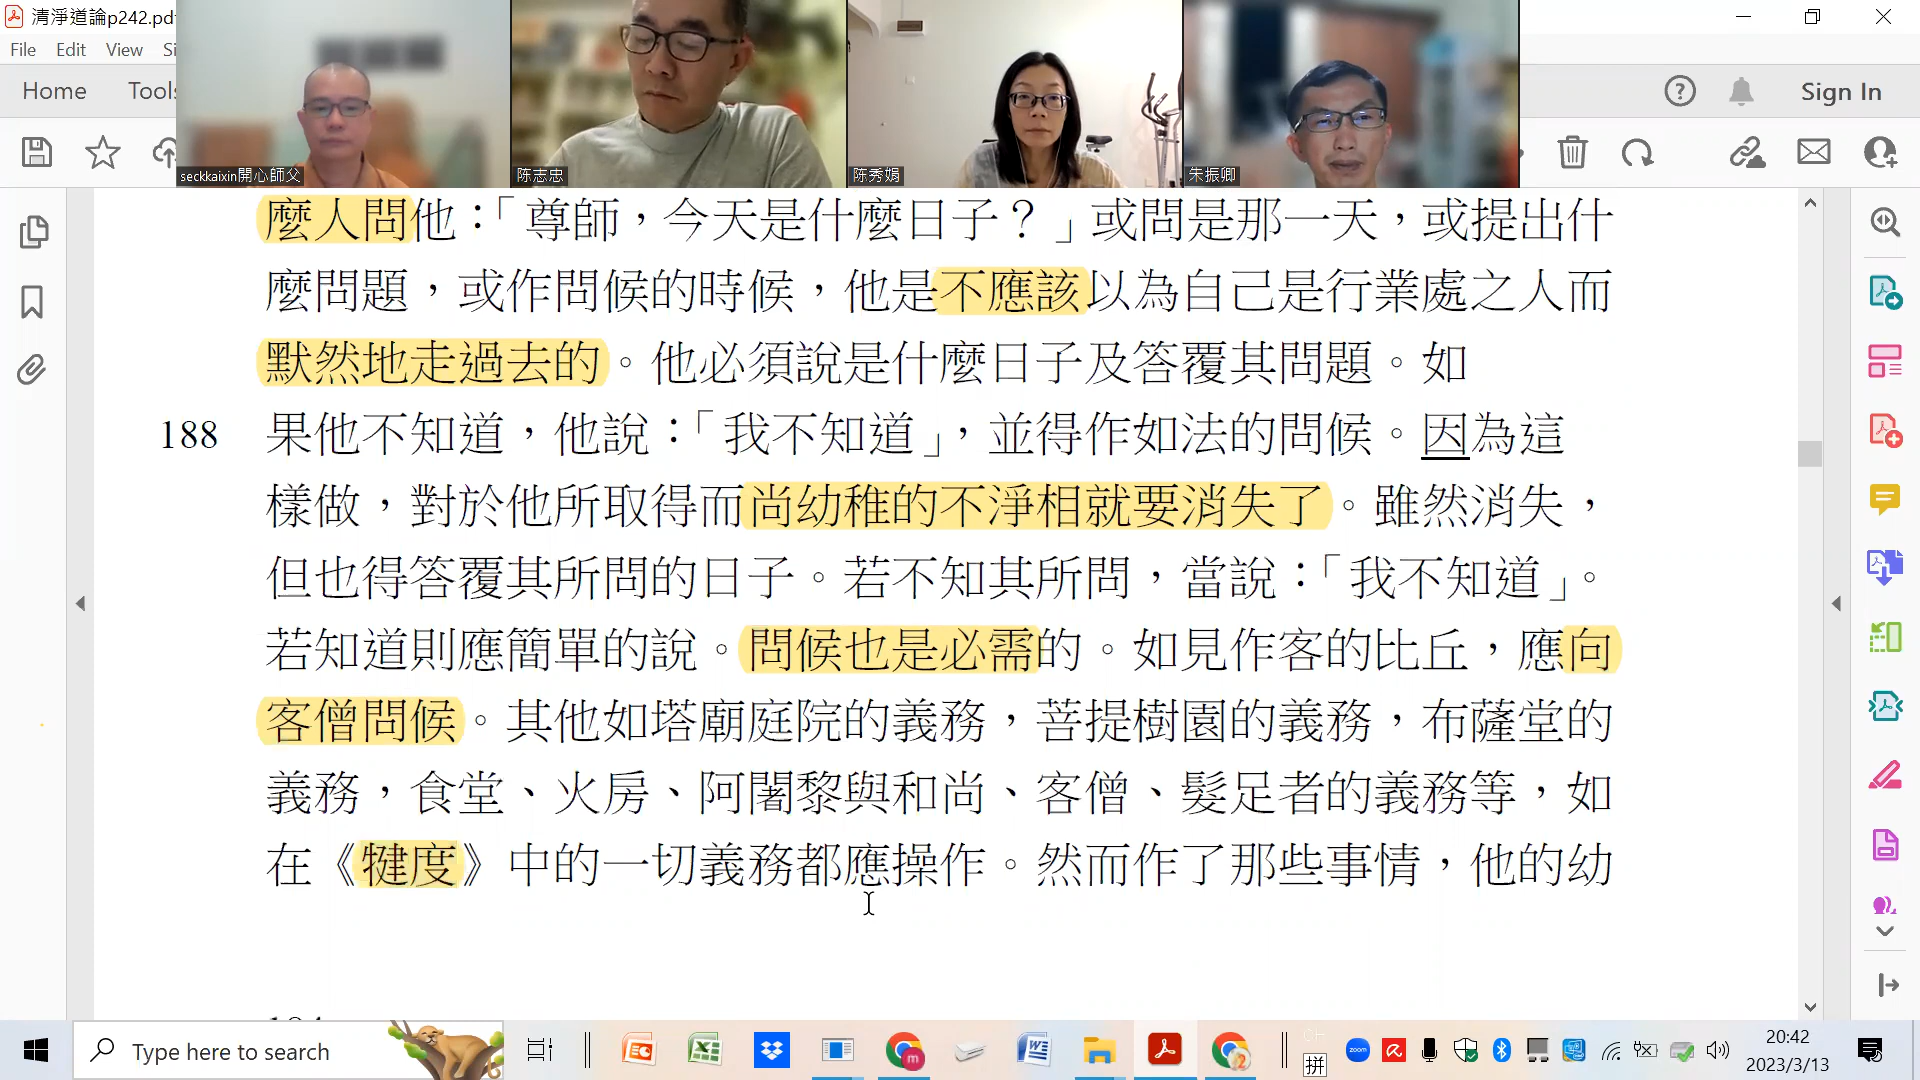 清淨道論p242.pdf
File Edit View Si
Home Tools
Sign In
seckkaixin開心師父
陈志忠
陈秀娟
朱振卿
麼人問他：「尊師，今天是什麼日子？」或問是那一天，或提出什
麼問題，或作問候的時候，他是不應該以為自己是行業處之人而
默然地走過去的。他必須說是什麼日子及答覆其問題。如
188 果他不知道，他說：「我不知道」，並得作如法的問候。因為這
樣做，對於他所取得而尚幼稚的不淨相就要消失了。雖然消失，
但也得答覆其所問的日子。若不知其所問，當說：「我不知道」。
若知道則應簡單的說。問候也是必需的。如見作客的比丘，應向
客僧問候。其他如塔廟庭院的義務，菩提樹園的義務，布薩堂的
義務，食堂、火房、阿闍黎與和尚、客僧、髮足者的義務等，如
在《犍度》中的一切義務都應操作。然而作了那些事情，他的幼
Type here to search
拼
zoom
20:42
2023/3/13